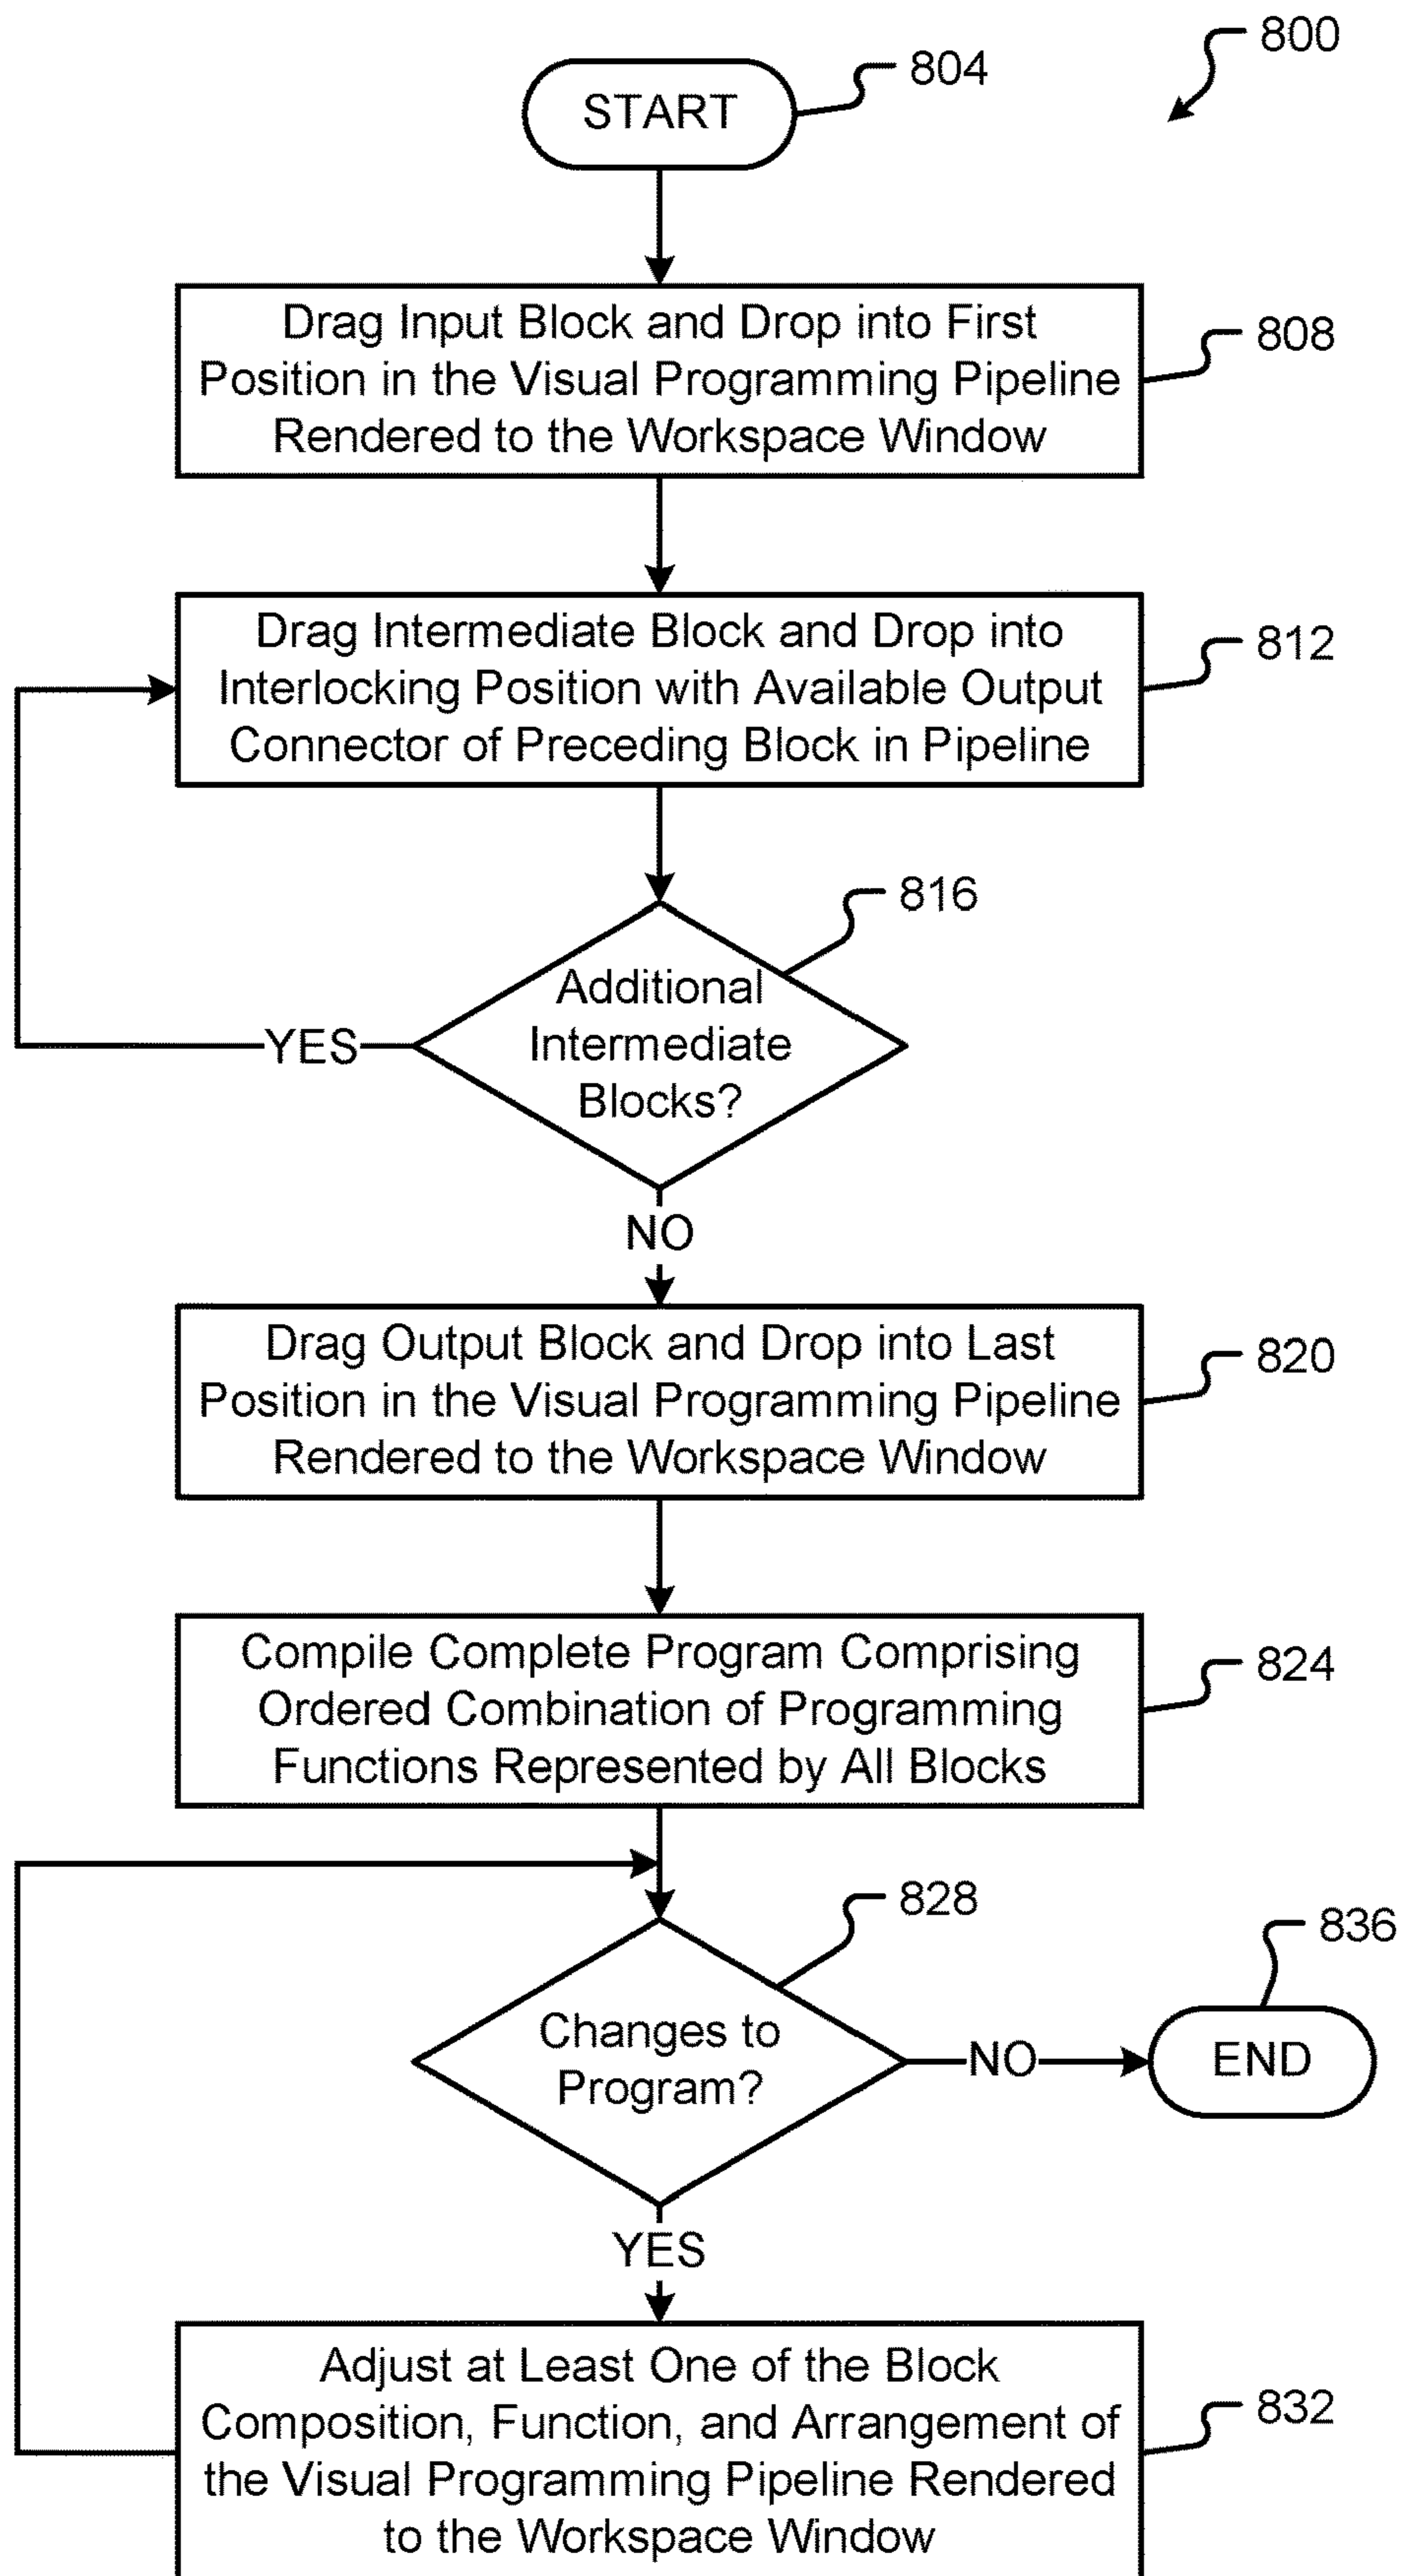 800
804
START
Drag Input Block and Drop into First
Position in the Visual Programming Pipeline
Rendered to the Workspace Window
808
Drag Intermediate Block and Drop into
Interlocking Position with Available Output
Connector of Preceding Block in Pipeline
812
816
Additional
Intermediate
Blocks?
YES
NO
Drag Output Block and Drop into Last
Position in the Visual Programming Pipeline
Rendered to the Workspace Window
820
Compile Complete Program Comprising
Ordered Combination of Programming
Functions Represented by All Blocks
824
828
Changes to
Program?
NO
836
END
YES
Adjust at Least One of the Block
Composition, Function, and Arrangement of
the Visual Programming Pipeline Rendered
to the Workspace Window
832